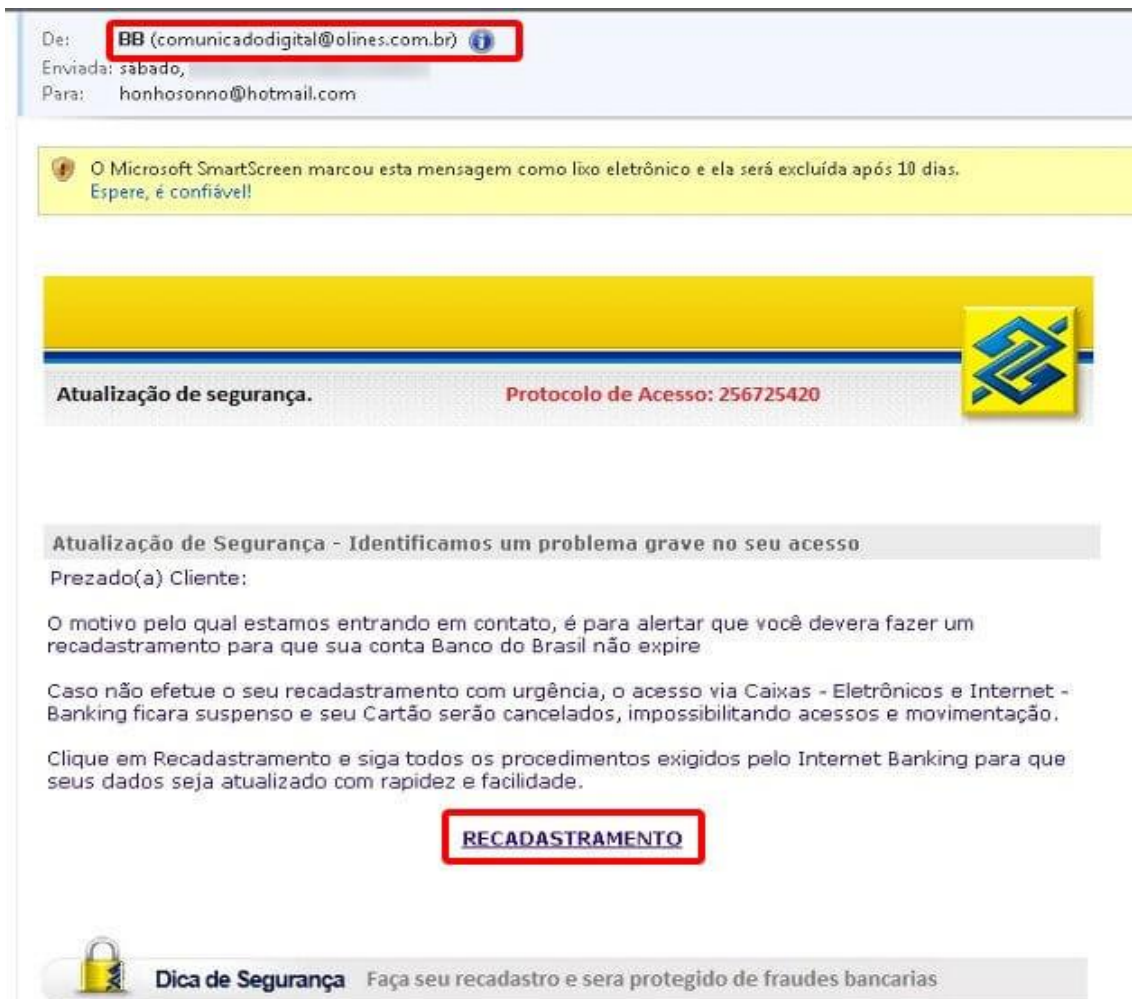 De: BB (comunicadodigital@olines.com.br)
Enviada: sábado,
Para: honhosonno@hotmail.com
O Microsoft SmartScreen marcou esta mensagem como lixo eletrônico e ela será excluída após 10 dias.
Espere, é confiável!
Atualização de segurança. Protocolo de Acesso: 256725420
Atualização de Segurança - Identificamos um problema grave no seu acesso
Prezado(a) Cliente:
O motivo pelo qual estamos entrando em contato, é para alertar que você devera fazer um
recadastramento para que sua conta Banco do Brasil não expire
Caso não efetue o seu recadastramento com urgência, o acesso via Caixas - Eletrônicos e Internet -
Banking ficara suspenso e seu Cartão serão cancelados, impossibilitando acessos e movimentação.
Clique em Recadastramento e siga todos os procedimentos exigidos pelo Internet Banking para que
seus dados seja atualizado com rapidez e facilidade.
RECADASTRAMENTO
Dica de Segurança Faça seu recadastro e sera protegido de fraudes bancarias